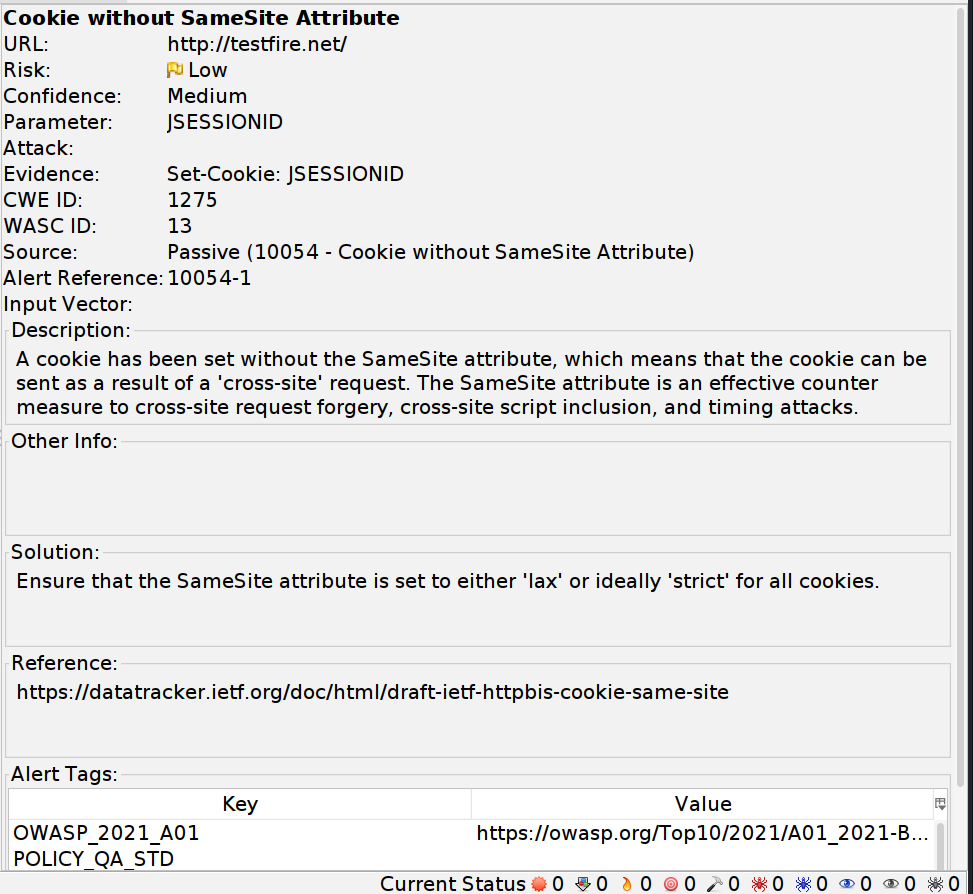 Cookie without SameSite Attribute
URL: http://testfire.net/
Risk: Low
Confidence: Medium
Parameter: JSESSIONID
Attack:
Evidence: Set-Cookie: JSESSIONID
CWE ID: 1275
WASC ID: 13
Source: Passive (10054 - Cookie without SameSite Attribute)
Alert Reference: 10054-1
Input Vector:
Description:
A cookie has been set without the SameSite attribute, which means that the cookie can be
sent as a result of a 'cross-site' request. The SameSite attribute is an effective counter
measure to cross-site request forgery, cross-site script inclusion, and timing attacks.
Other Info:
Solution:
Ensure that the SameSite attribute is set to either 'lax' or ideally 'strict' for all cookies.
Reference:
https://datatracker.ietf.org/doc/html/draft-ietf-httpbis-cookie-same-site
Alert Tags:
Key Value
OWASP_2021_A01 https://owasp.org/Top10/2021/A01_2021-B...
POLICY_QA_STD
Current Status 0 0 0 0 0 0 0 0 0 0